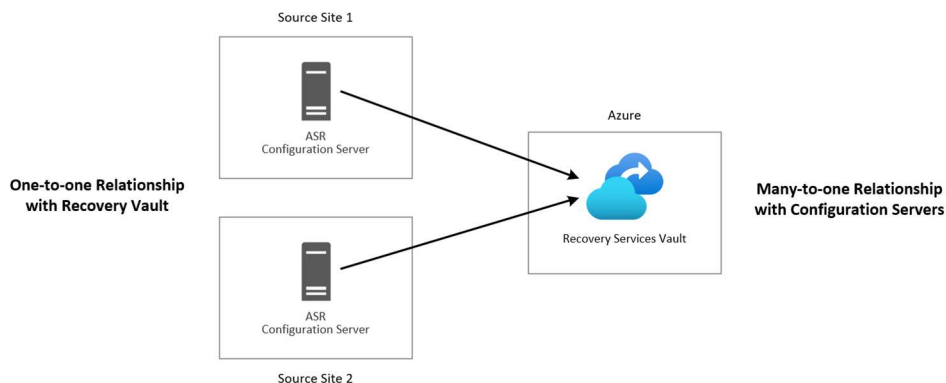 Source Site 1
ASR
Configuration Server
One-to-one Relationship
with Recovery Vault
Azure
Recovery Services Vault
Many-to-one Relationship
with Configuration Servers
ASR
Configuration Server
Source Site 2